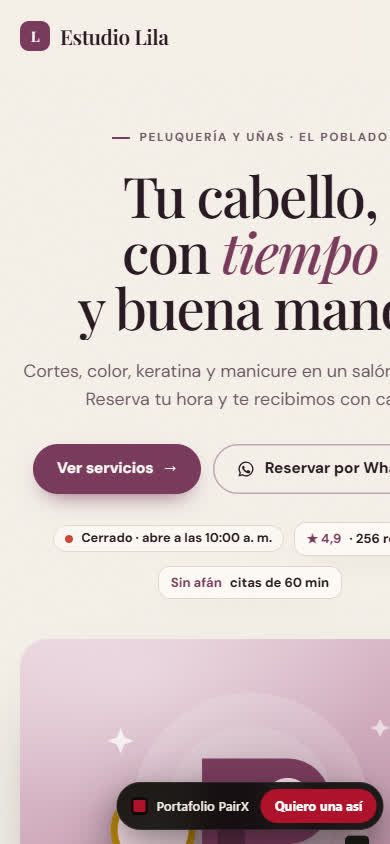 L Estudio Lila
PELUQUERÍA Y UÑAS · EL POBLADO
Tu cabello,
con tiempo
y buena mano
Cortes, color, keratina y manicure en un salón
Reserva tu hora y te recibimos con ca
Ver servicios →
Reservar por Wha
Cerrado · abre a las 10:00 a. m.
★ 4,9 · 256 re
Sin afán citas de 60 min
Portafolio PairX
Quiero una así